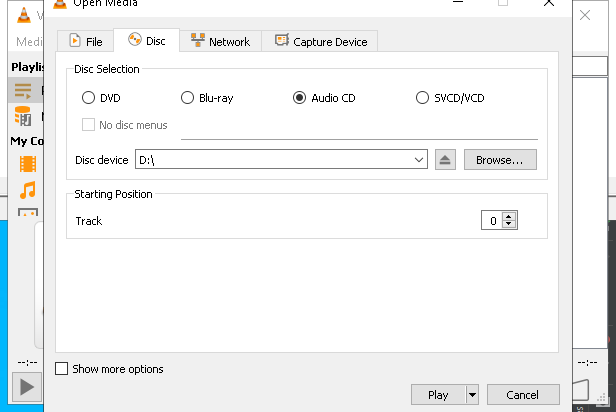 Open Media
V
Medi
File
Disc
Network
Capture Device
Playlis
Disc Selection
DVD
Blu-ray
Audio CD
SVCD/VCD
No disc menus
My Co
Disc device
D:\
Browse...
Starting Position
Track
0
--:--
--:--
Show more options
Play
Cancel